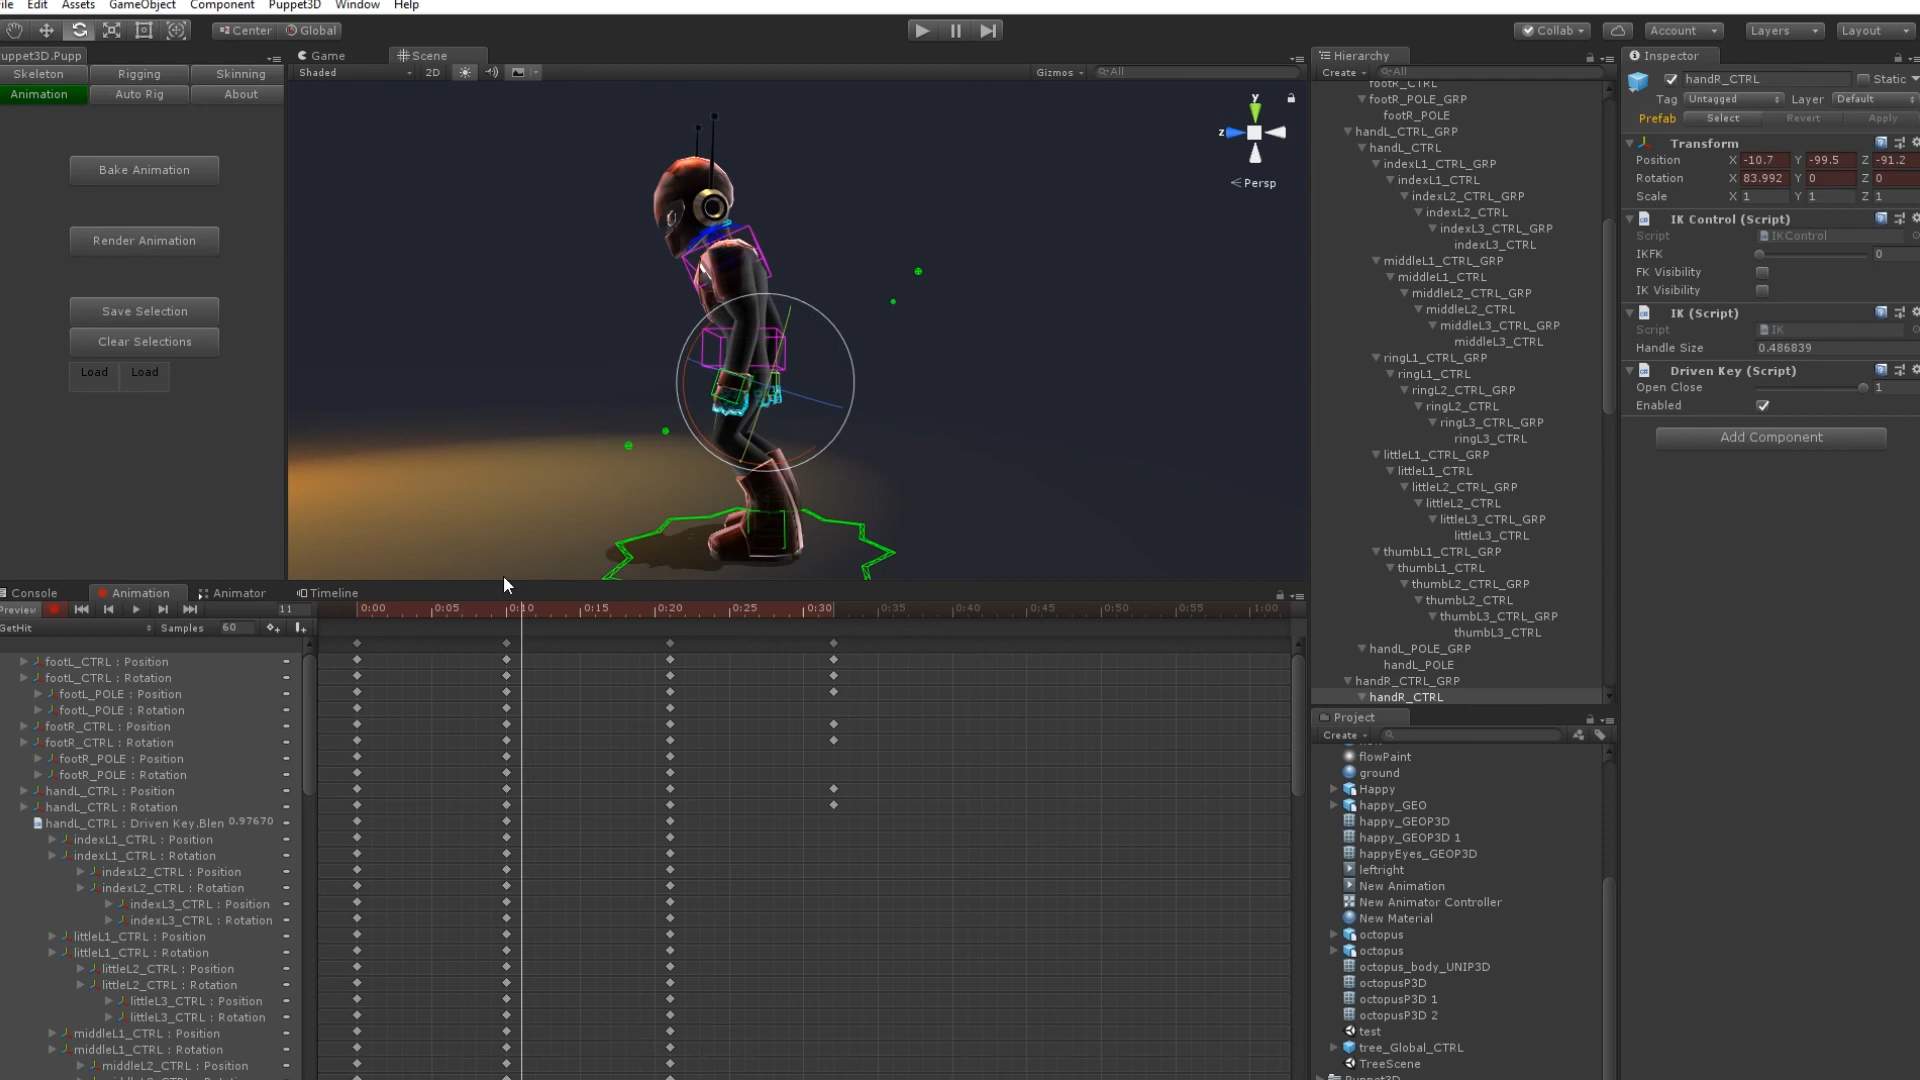 ile Edit Assets GameObject Component Puppet3D Window Help
Center Global Collab Account Layers Layout
uppet3D.Pupp
Skeleton Rigging Skinning
Animation Auto Rig About
Bake Animation
Render Animation
Save Selection
Clear Selections
Load Load
Game Scene
Shaded 2D Gizmos All
y
z
Persp
Console Animation Animator Timeline
Preview 11
GetHit Samples 60
0:00 0:05 0:10 0:15 0:20 0:25 0:30 0:35 0:40 0:45 0:50 0:55 1:00
footL_CTRL : Position
footL_CTRL : Rotation
footL_POLE : Position
footL_POLE : Rotation
footR_CTRL : Position
footR_CTRL : Rotation
footR_POLE : Position
footR_POLE : Rotation
handL_CTRL : Position
handL_CTRL : Rotation
handL_CTRL : Driven Key.Blen 0.97670
indexL1_CTRL : Position
indexL1_CTRL : Rotation
indexL2_CTRL : Position
indexL2_CTRL : Rotation
indexL3_CTRL : Position
indexL3_CTRL : Rotation
littleL1_CTRL : Position
littleL1_CTRL : Rotation
littleL2_CTRL : Position
littleL2_CTRL : Rotation
littleL3_CTRL : Position
littleL3_CTRL : Rotation
middleL1_CTRL : Position
middleL1_CTRL : Rotation
middleL2_CTRL : Position
Hierarchy
Create All
footR_CTRL
footR_POLE_GRP
footR_POLE
handL_CTRL_GRP
handL_CTRL
indexL1_CTRL_GRP
indexL1_CTRL
indexL2_CTRL_GRP
indexL2_CTRL
indexL3_CTRL_GRP
indexL3_CTRL
middleL1_CTRL_GRP
middleL1_CTRL
middleL2_CTRL_GRP
middleL2_CTRL
middleL3_CTRL_GRP
middleL3_CTRL
ringL1_CTRL_GRP
ringL1_CTRL
ringL2_CTRL_GRP
ringL2_CTRL
ringL3_CTRL_GRP
ringL3_CTRL
littleL1_CTRL_GRP
littleL1_CTRL
littleL2_CTRL_GRP
littleL2_CTRL
littleL3_CTRL_GRP
littleL3_CTRL
thumbL1_CTRL_GRP
thumbL1_CTRL
thumbL2_CTRL_GRP
thumbL2_CTRL
thumbL3_CTRL_GRP
thumbL3_CTRL
handL_POLE_GRP
handL_POLE
handR_CTRL_GRP
handR_CTRL
Project
Create
flowPaint
ground
Happy
happy_GEO
happy_GEOP3D
happy_GEOP3D 1
happyEyes_GEOP3D
leftright
New Animation
New Animator Controller
New Material
octopus
octopus
octopus_body_UNIP3D
octopusP3D
octopusP3D 1
octopusP3D 2
test
tree_Global_CTRL
TreeScene
Puppet3D
Inspector
handR_CTRL Static
Tag Untagged Layer Default
Prefab Select Revert Apply
Transform
Position X -10.7 Y -99.5 Z -91.2
Rotation X 83.992 Y 0 Z 0
Scale X 1 Y 1 Z 1
IK Control (Script)
Script IKControl
IKFK 0
FK Visibility
IK Visibility
IK (Script)
Script IK
Handle Size 0.486839
Driven Key (Script)
Open Close 1
Enabled
Add Component